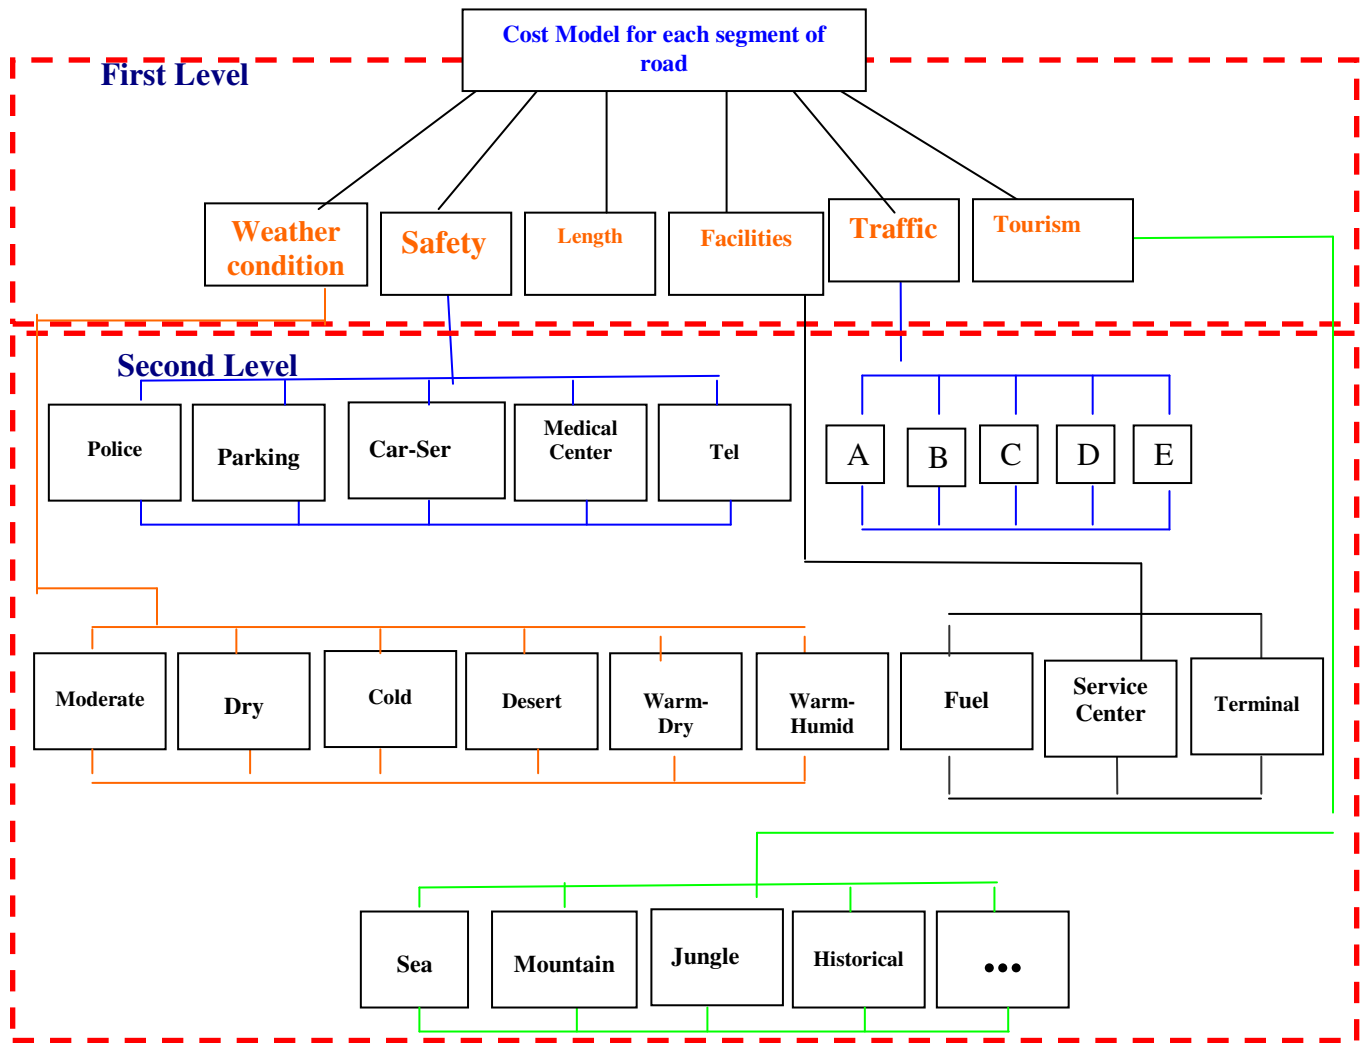 Cost Model for each segment of
road
First Level
Weather
condition
Safety
Length
Facilities
Traffic
Tourism
Second Level
Police
Parking
Car-Ser
Medical
Center
Tel
A
B
C
D
E
Moderate
Dry
Cold
Desert
Warm-
Dry
Warm-
Humid
Fuel
Service
Center
Terminal
Sea
Mountain
Jungle
Historical
...